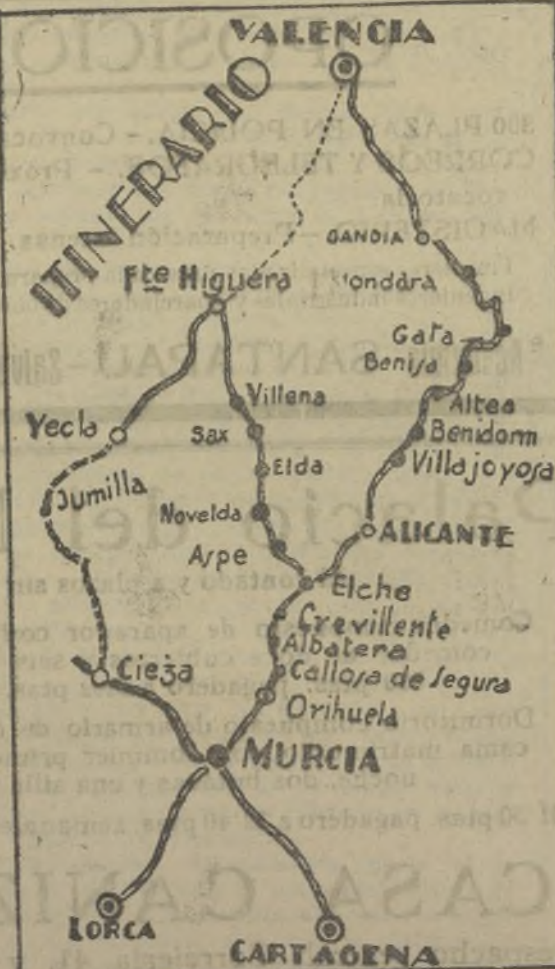 VALENCIA
ITINERARIO
GANDIA
Fte Higuera
ondára
Gata
Benisa
Villena
Altea
Yecla
Sax
Benidorm
Elda
Villajoyosa
Jumilla
Novelda
ALICANTE
Aspe
Elche
Crevillente
Albatera
Cieza
Callosa de Segura
Orihuela
MURCIA
LORCA
CARTAGENA